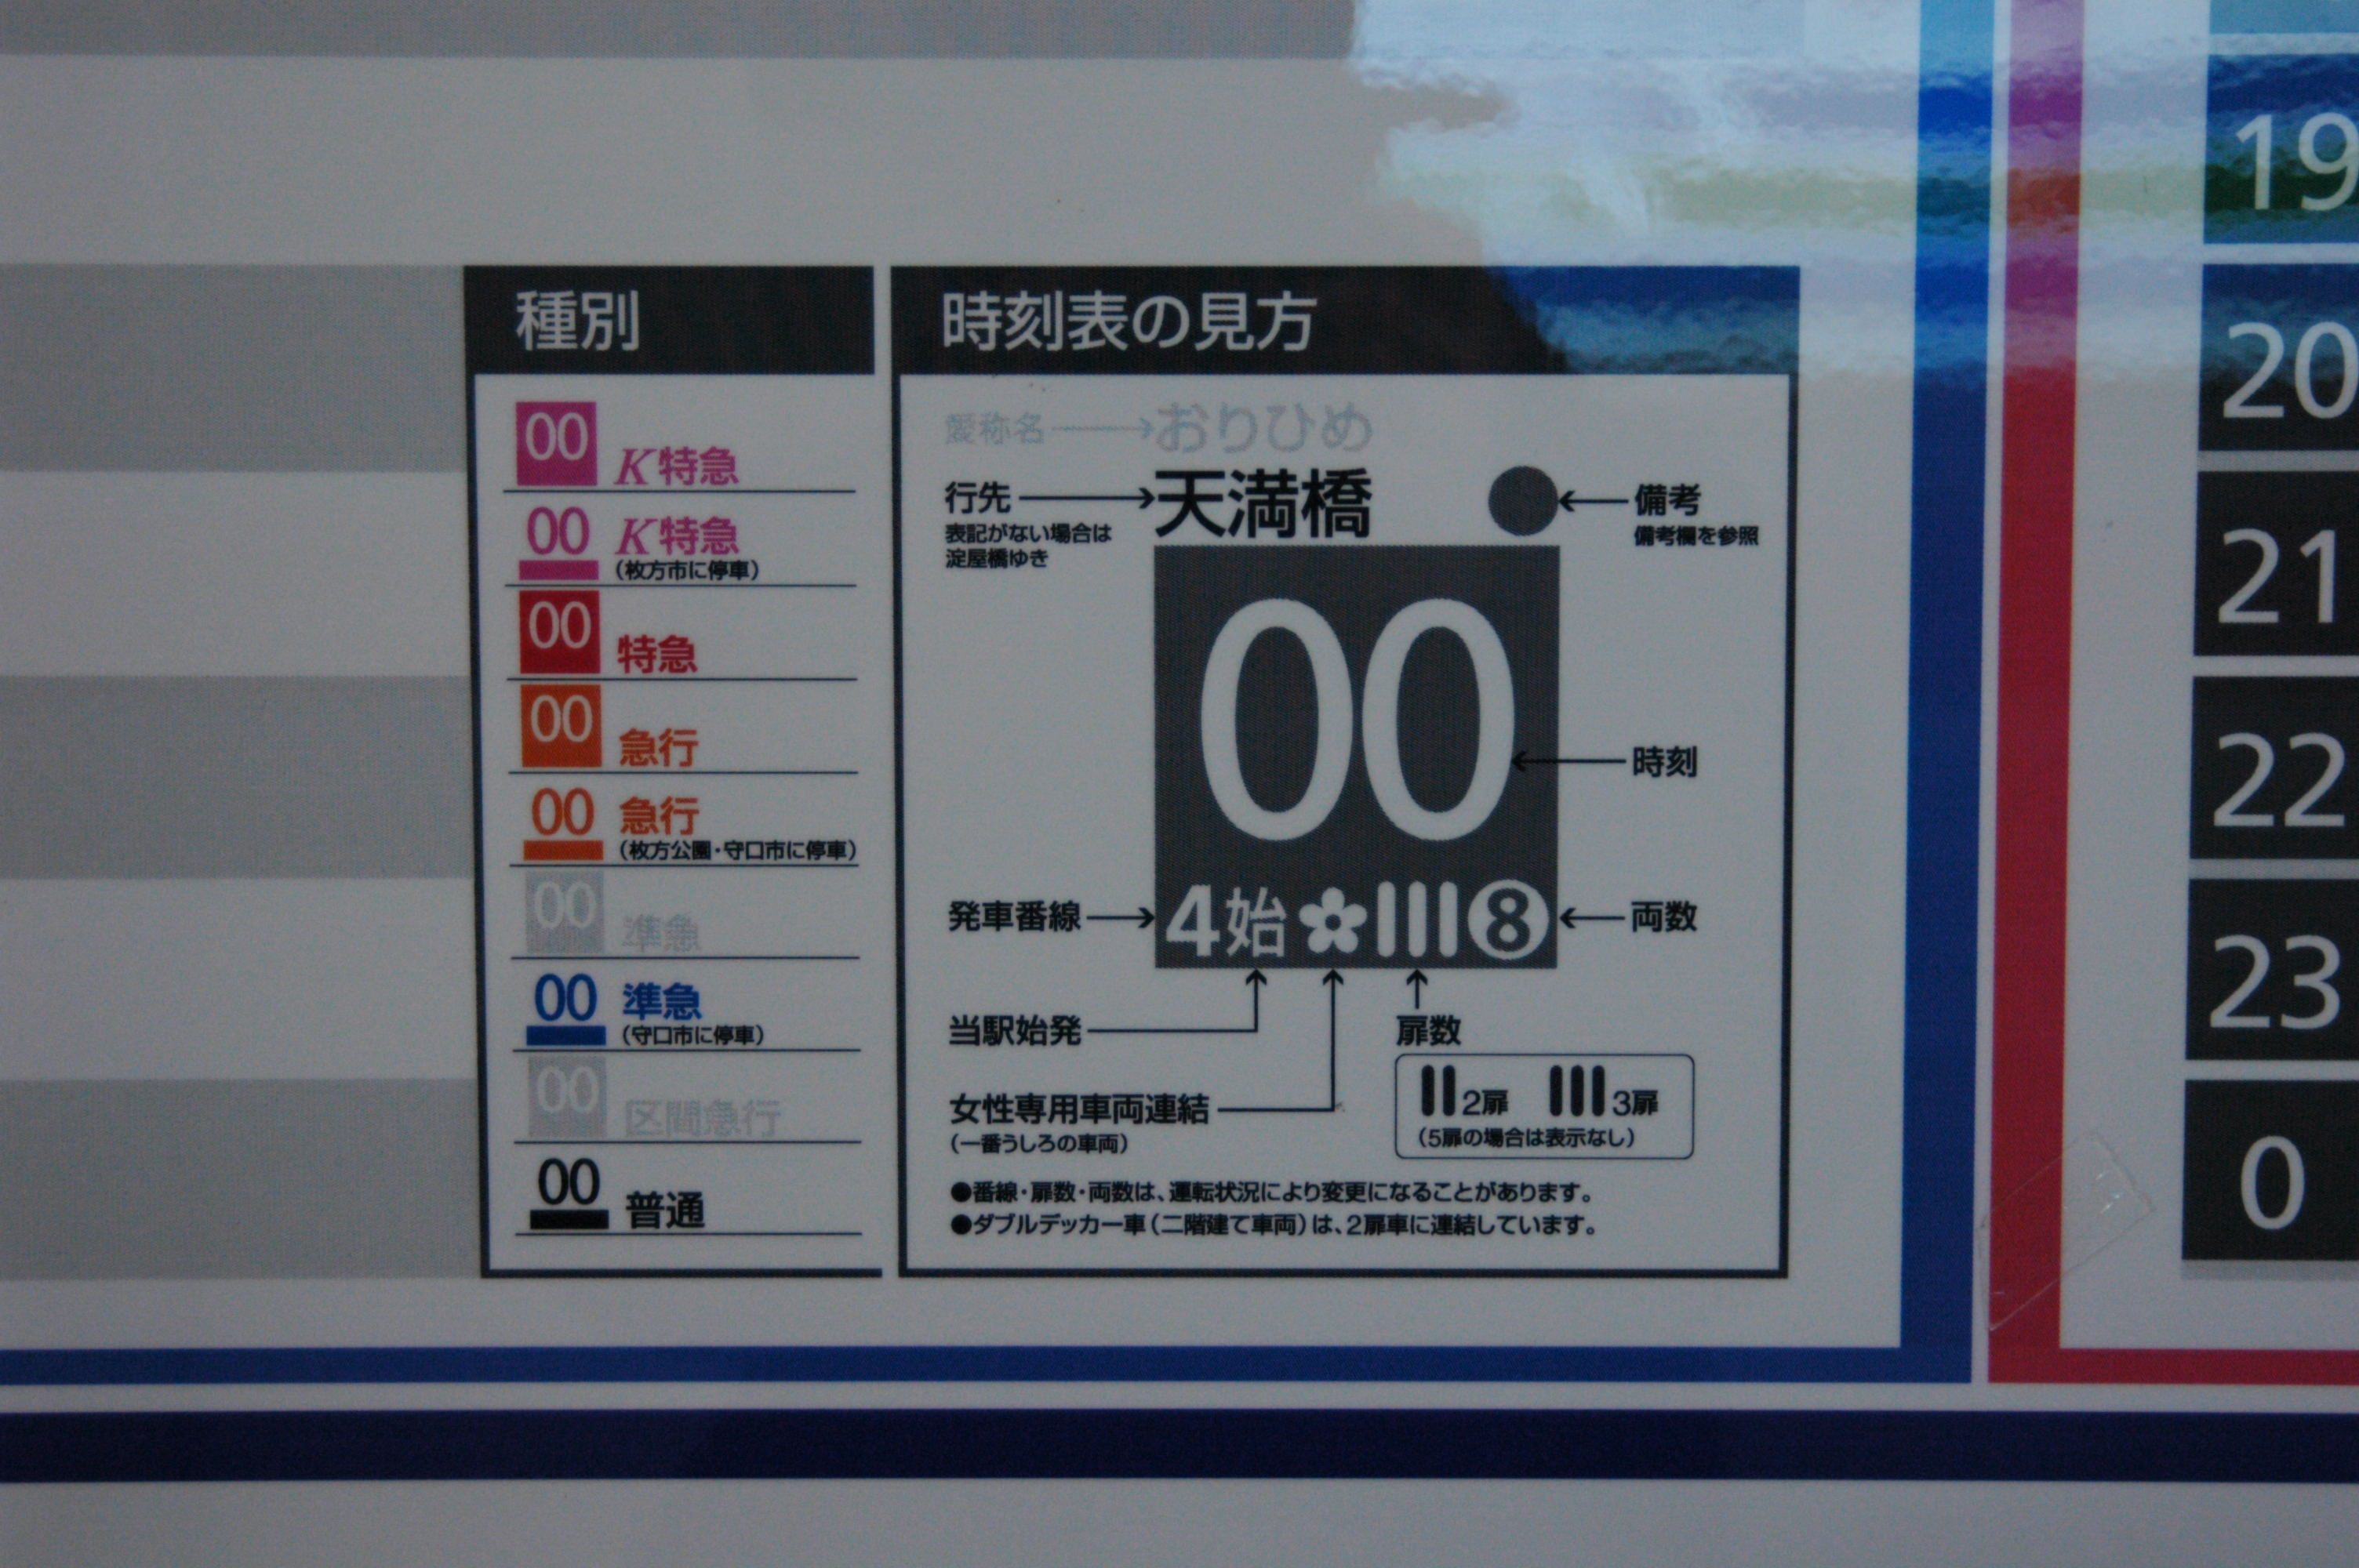 種別
00 K特急
00 K特急
(枚方市に停車)
00 特急
00 急行
00 急行
(枚方公園・守口市に停車)
00 準急
00 準急
(守口市に停車)
00 区間急行
00 普通
時刻表の見方
愛称名 → おりひめ
行先 → 天満橋 ● ← 備考
表記がない場合は
淀屋橋ゆき
備考欄を参照
00 ← 時刻
発車番線 → 4始✿|||⑧ ← 両数
当駅始発
扉数
女性専用車両連結
(一番うしろの車両)
||2扉 |||3扉
(5扉の場合は表示なし)
●番線・扉数・両数は、運転状況により変更になることがあります。
●ダブルデッカー車(二階建て車両)は、2扉車に連結しています。
19
20
21
22
23
0